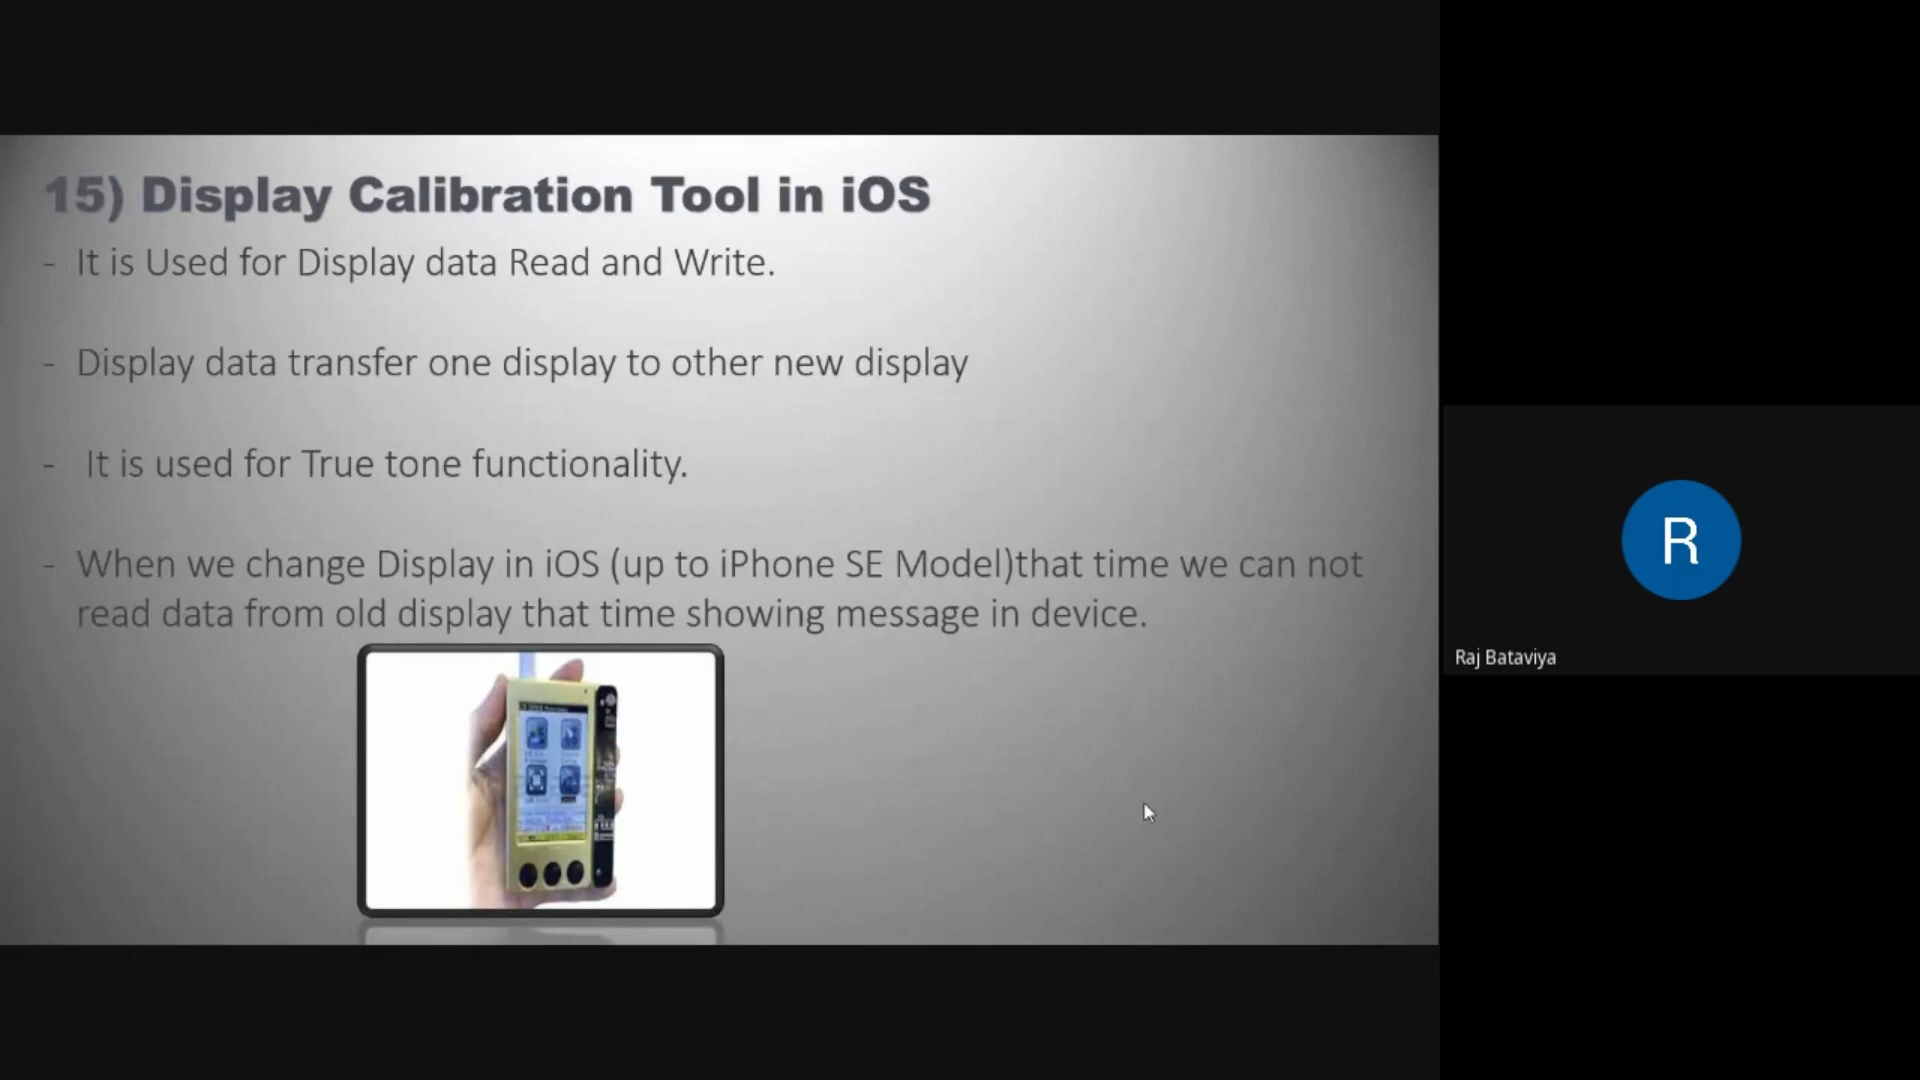 15) Display Calibration Tool in iOS
- It is Used for Display data Read and Write.
- Display data transfer one display to other new display
- It is used for True tone functionality.
- When we change Display in iOS (up to iPhone SE Model)that time we can not
read data from old display that time showing message in device.
R
Raj Bataviya